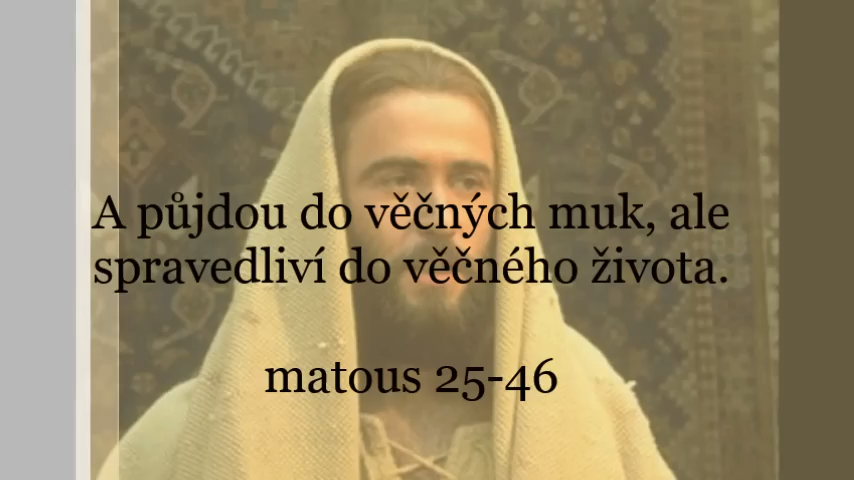 A půjdou do věčných muk, ale
spravedliví do věčného života.
matous 25-46